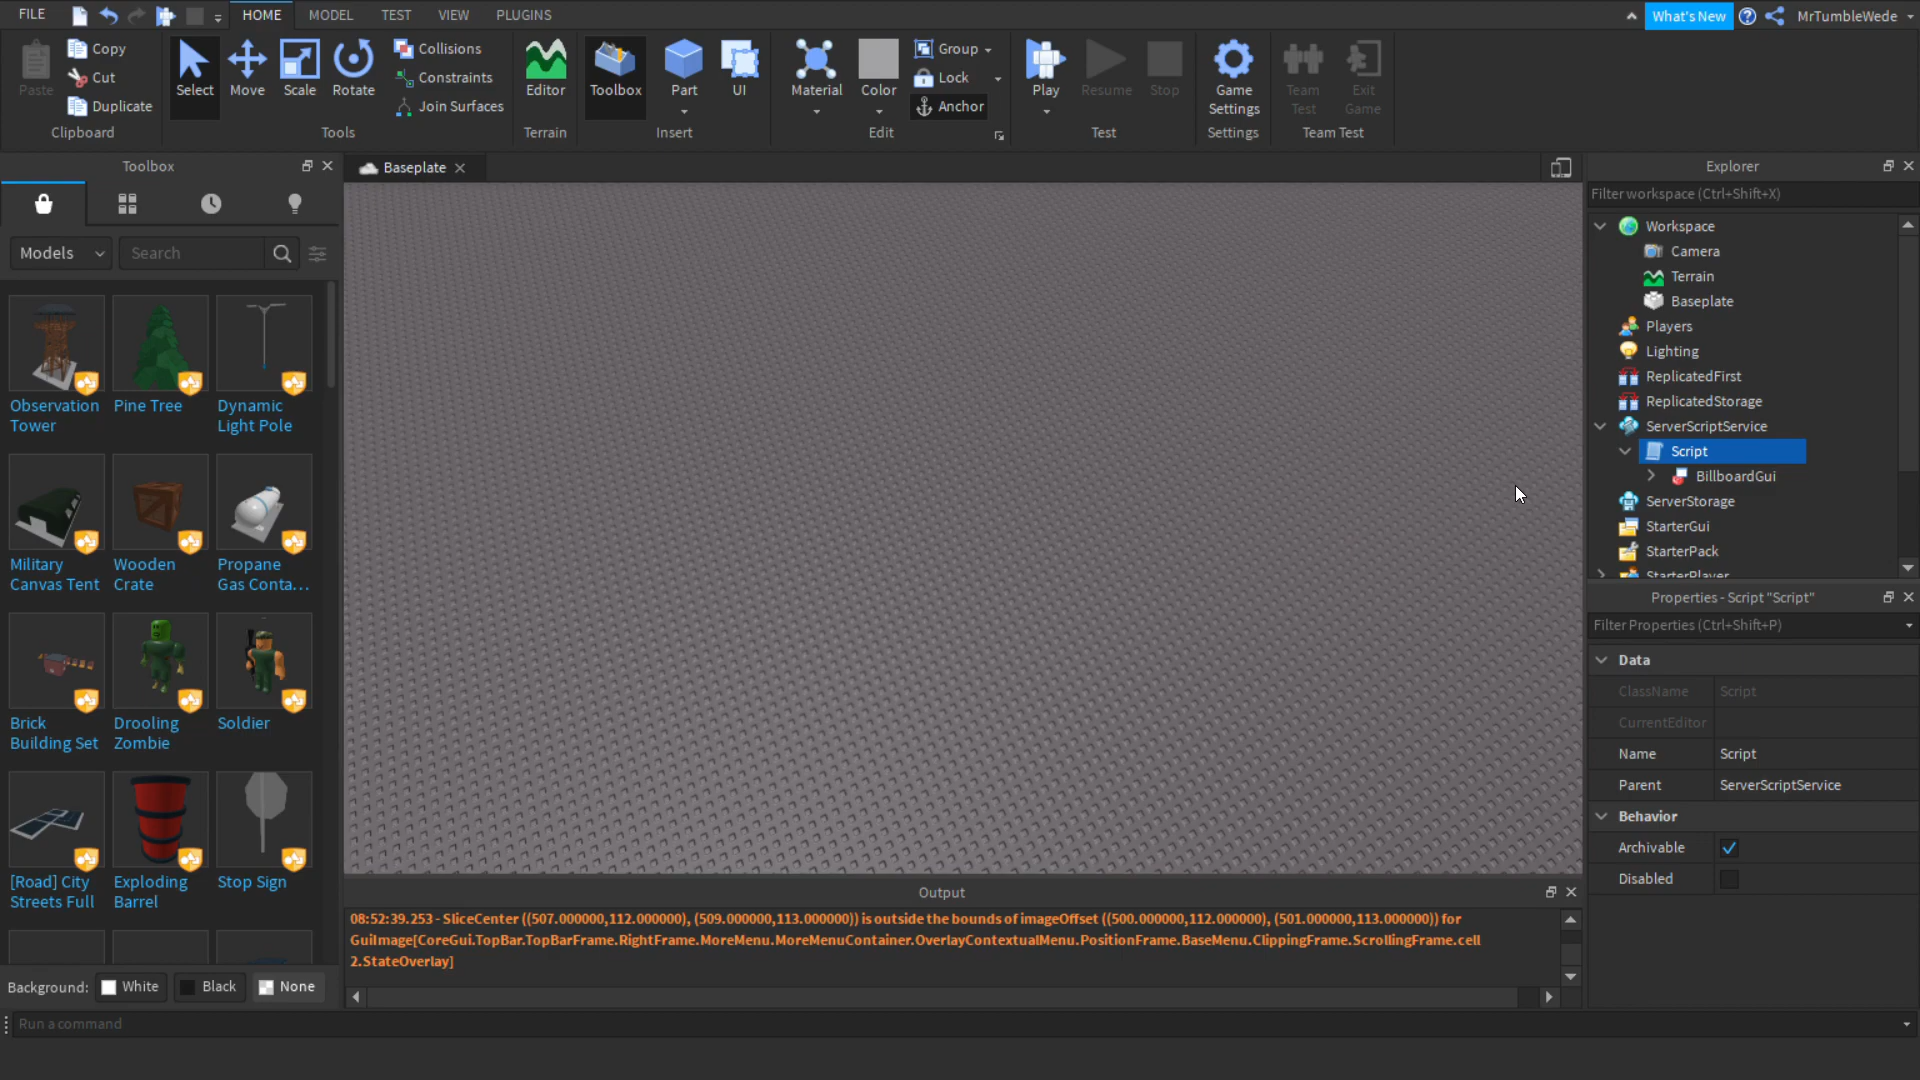 FILE
HOME
MODEL
TEST
VIEW
PLUGINS
What's New
MrTumbleWede
Paste
Copy
Cut
Duplicate
Clipboard
Select
Move
Scale
Rotate
Collisions
Constraints
Join Surfaces
Tools
Editor
Terrain
Toolbox
Part
UI
Insert
Material
Color
Group
Lock
Anchor
Edit
Play
Resume
Stop
Test
Game
Settings
Settings
Team
Test
Exit
Game
Team Test
Toolbox
Models
Search
Observation
Tower
Pine Tree
Dynamic
Light Pole
Military
Canvas Tent
Wooden
Crate
Propane
Gas Conta...
Brick
Building Set
Drooling
Zombie
Soldier
[Road] City
Streets Full
Exploding
Barrel
Stop Sign
Background:
White
Black
None
Baseplate
Output
08:52:39.253 - SliceCenter ((507.000000,112.000000), (509.000000,113.000000)) is outside the bounds of imageOffset ((500.000000,112.000000), (501.000000,113.000000)) for
GuiImage[CoreGui.TopBar.TopBarFrame.RightFrame.MoreMenu.MoreMenuContainer.OverlayContextualMenu.PositionFrame.BaseMenu.ClippingFrame.ScrollingFrame.cell
2.StateOverlay]
Explorer
Filter workspace (Ctrl+Shift+X)
Workspace
Camera
Terrain
Baseplate
Players
Lighting
ReplicatedFirst
ReplicatedStorage
ServerScriptService
Script
BillboardGui
ServerStorage
StarterGui
StarterPack
StarterPlayer
Properties - Script "Script"
Filter Properties (Ctrl+Shift+P)
Data
ClassName Script
CurrentEditor
Name Script
Parent ServerScriptService
Behavior
Archivable
Disabled
Run a command